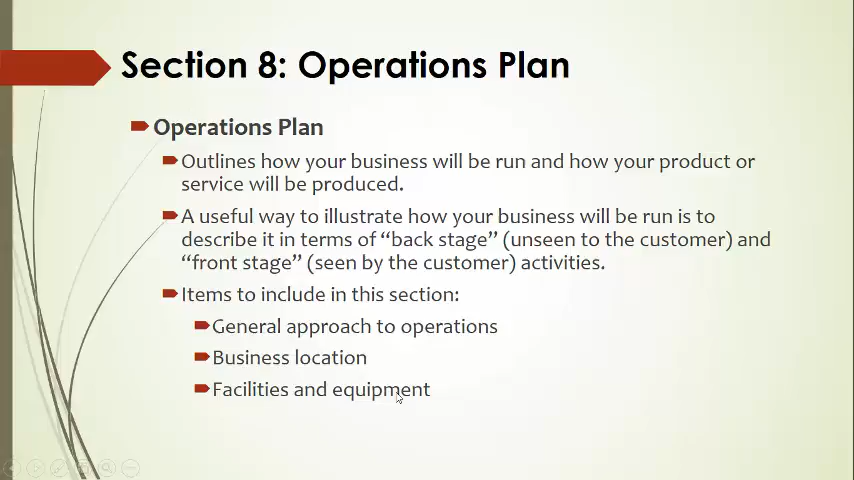 Section 8: Operations Plan
Operations Plan
Outlines how your business will be run and how your product or
service will be produced.
A useful way to illustrate how your business will be run is to
describe it in terms of “back stage” (unseen to the customer) and
“front stage” (seen by the customer) activities.
Items to include in this section:
General approach to operations
Business location
Facilities and equipment